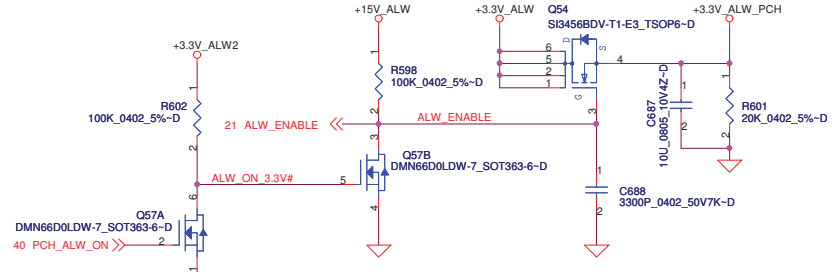 +15V_ALW
+3.3V_ALW
Q54
SI3456BDV-T1-E3_TSOP6~D
+3.3V_ALW_PCH
+3.3V_ALW2
D
S
G
6
5
2
1
4
3
1
R598
100K_0402_5%~D
2
1
R602
100K_0402_5%~D
2
21 ALW_ENABLE
ALW_ENABLE
1
C687
10U_0805_10V4Z~D
2
1
R601
20K_0402_5%~D
2
3
Q57B
DMN66D0LDW-7_SOT363-6~D
ALW_ON_3.3V#
5
4
1
C688
3300P_0402_50V7K~D
2
6
Q57A
DMN66D0LDW-7_SOT363-6~D
40 PCH_ALW_ON
2
1